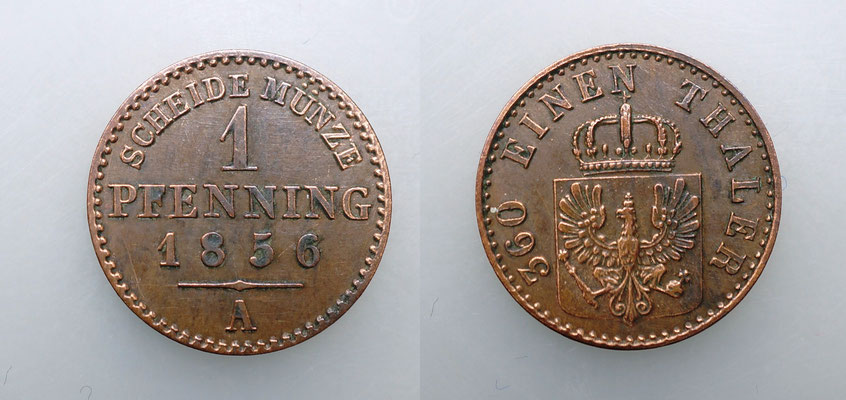 SCHEIDE MÜNZE
1
PFENNING
1856
A
360 EINEN THALER